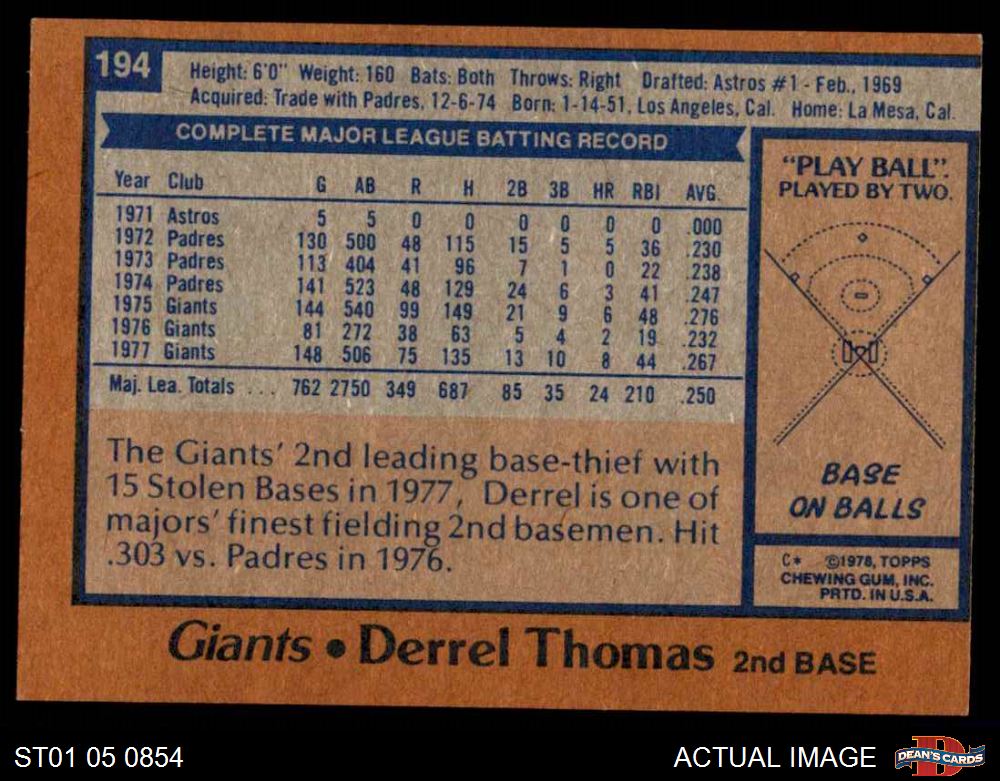 194
Height: 6'0" Weight: 160 Bats: Both Throws: Right Drafted: Astros #1 - Feb., 1969
Acquired: Trade with Padres, 12-6-74 Born: 1-14-51, Los Angeles, Cal. Home: La Mesa, Cal.
COMPLETE MAJOR LEAGUE BATTING RECORD
Year Club G AB R H 2B 3B HR RBI AVG.
1971 Astros 5 5 0 0 0 0 0 0 .000
1972 Padres 130 500 48 115 15 5 5 36 .230
1973 Padres 113 404 41 96 7 1 0 22 .238
1974 Padres 141 523 48 129 24 6 3 41 .247
1975 Giants 144 540 99 149 21 9 6 48 .276
1976 Giants 81 272 38 63 5 4 2 19 .232
1977 Giants 148 506 75 135 13 10 8 44 .267
Maj. Lea. Totals ... 762 2750 349 687 85 35 24 210 .250
The Giants' 2nd leading base-thief with
15 Stolen Bases in 1977, Derrel is one of
majors' finest fielding 2nd basemen. Hit
.303 vs. Padres in 1976.
"PLAY BALL".
PLAYED BY TWO.
BASE
ON BALLS
C* ©1978, TOPPS
CHEWING GUM, INC.
PRTD. IN U.S.A.
Giants • Derrel Thomas 2nd BASE
ST01 05 0854
ACTUAL IMAGE
D
DEAN'S CARDS